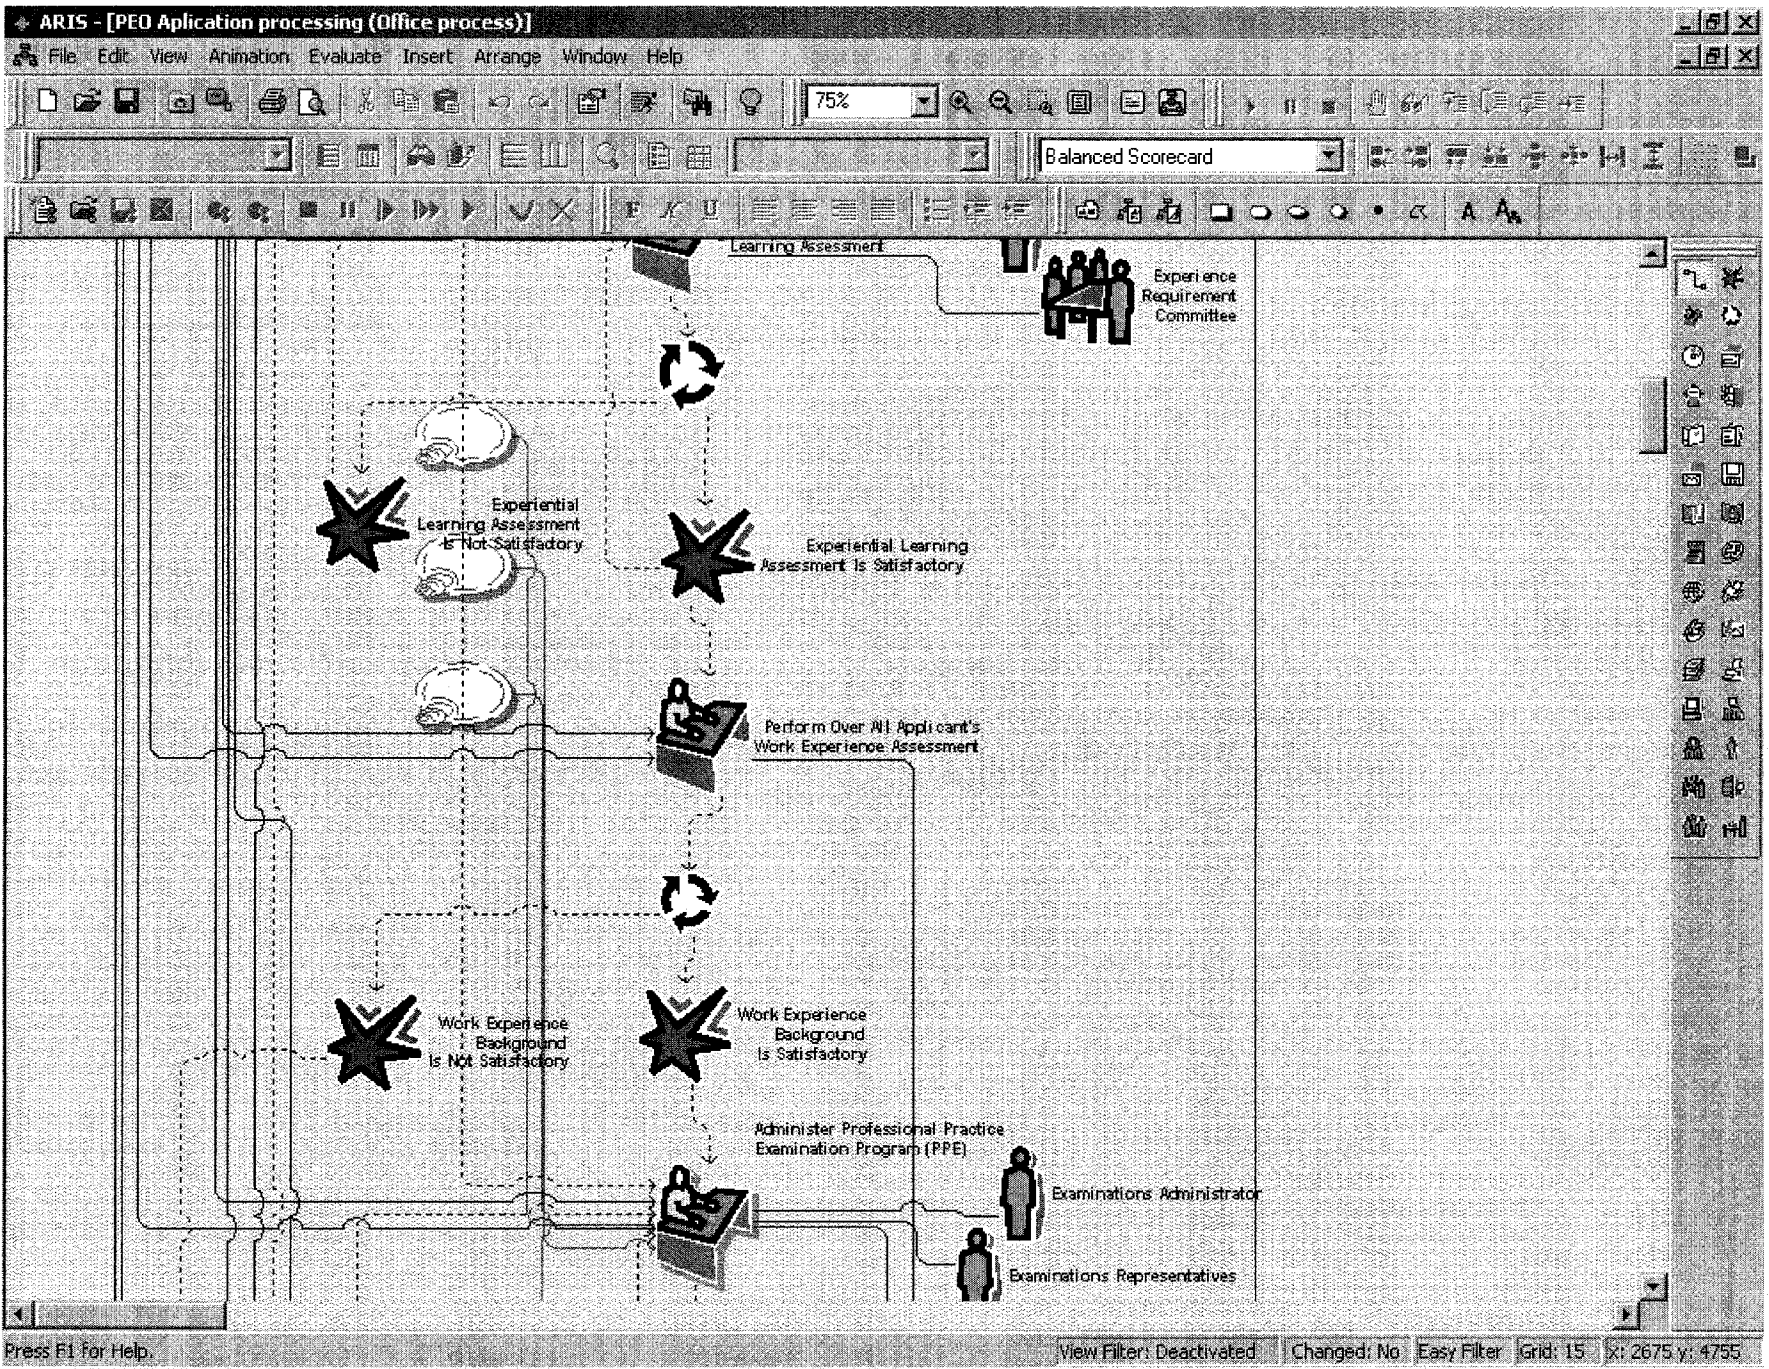 ARIS - [PEO Aplication processing (Office process)]
File Edit View Animation Evaluate Insert Arrange Window Help
75%
Balanced Scorecard
F K U
A
Learning Assessment
Experience
Requirement
Committee
Experiential
Learning Assessment
Is Not Satisfactory
Experiential Learning
Assessment Is Satisfactory
Perform Over All Applicant's
Work Experience Assessment
Work Experience
Background
Is Not Satisfactory
Work Experience
Background
Is Satisfactory
Administer Professional Practice
Examination Program (PPE)
Examinations Administrator
Examinations Representatives
Press F1 for Help. View Filter: Deactivated Changed: No Easy Filter Grid: 15 x: 2675 y: 4755